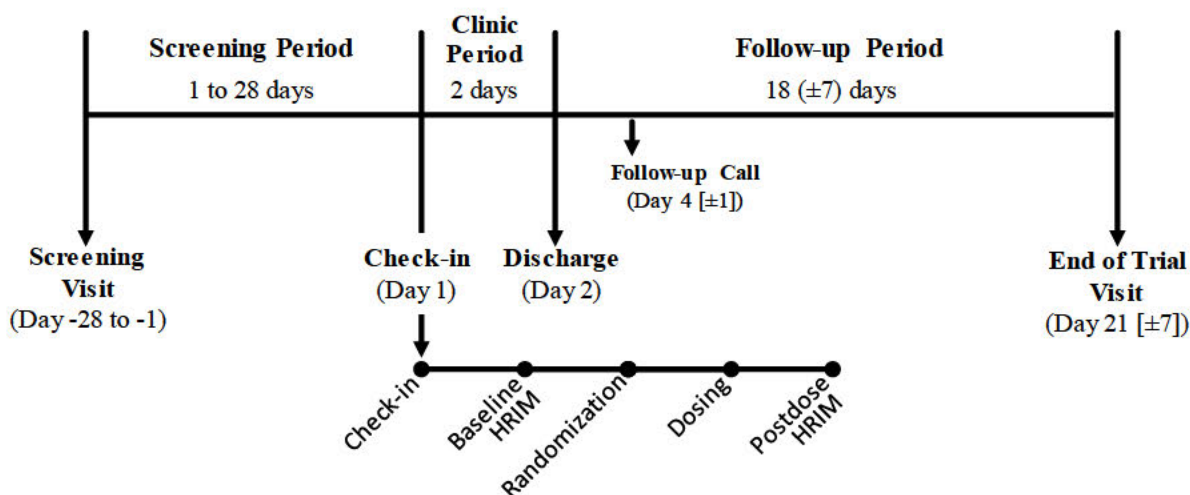 Screening Period
1 to 28 days
Clinic
Period
2 days
Follow-up Period
18 (±7) days
Follow-up Call
(Day 4 [±1])
Screening
Visit
(Day -28 to -1)
Check-in
(Day 1)
Discharge
(Day 2)
End of Trial
Visit
(Day 21 [±7])
Check-in
Baseline
HRIM
Randomization
Dosing
Postdose
HRIM